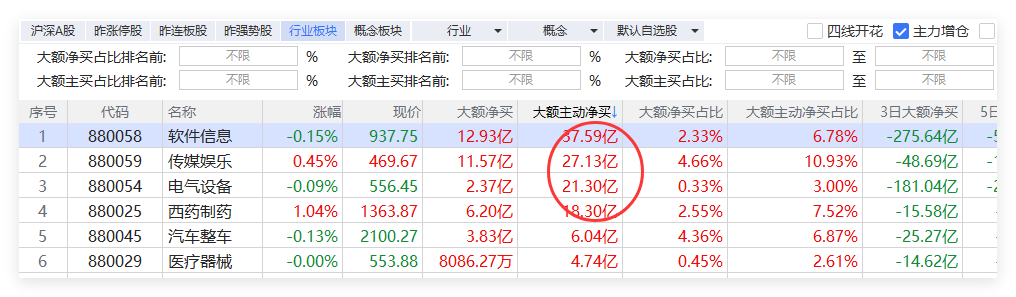 沪深A股 昨涨停股 昨连板股 昨强势股 行业板块 概念板块 行业 概念 默认自选股 四线开花 主力增仓
大额净买占比排名前: 不限 % 大额净买排名前: 不限 % 大额净买占比: 不限 至 不限
大额主买占比排名前: 不限 % 大额主买排名前: 不限 % 大额主买占比: 不限 至 不限
序号 代码 名称 涨幅 现价 大额净买 大额主动净买↓ 大额净买占比 大额主动净买占比 3日大额净买 5日
1 880058 软件信息 -0.15% 937.75 12.93亿 37.59亿 2.33% 6.78% -275.64亿
2 880059 传媒娱乐 0.45% 469.67 11.57亿 27.13亿 4.66% 10.93% -48.69亿
3 880054 电气设备 -0.09% 556.45 2.37亿 21.30亿 0.33% 3.00% -181.04亿
4 880025 西药制药 1.04% 1363.87 6.20亿 18.30亿 2.55% 7.52% -15.58亿
5 880045 汽车整车 -0.13% 2100.27 3.83亿 6.04亿 4.36% 6.87% -25.27亿
6 880029 医疗器械 -0.00% 553.88 8086.27万 4.74亿 0.45% 2.61% -14.62亿